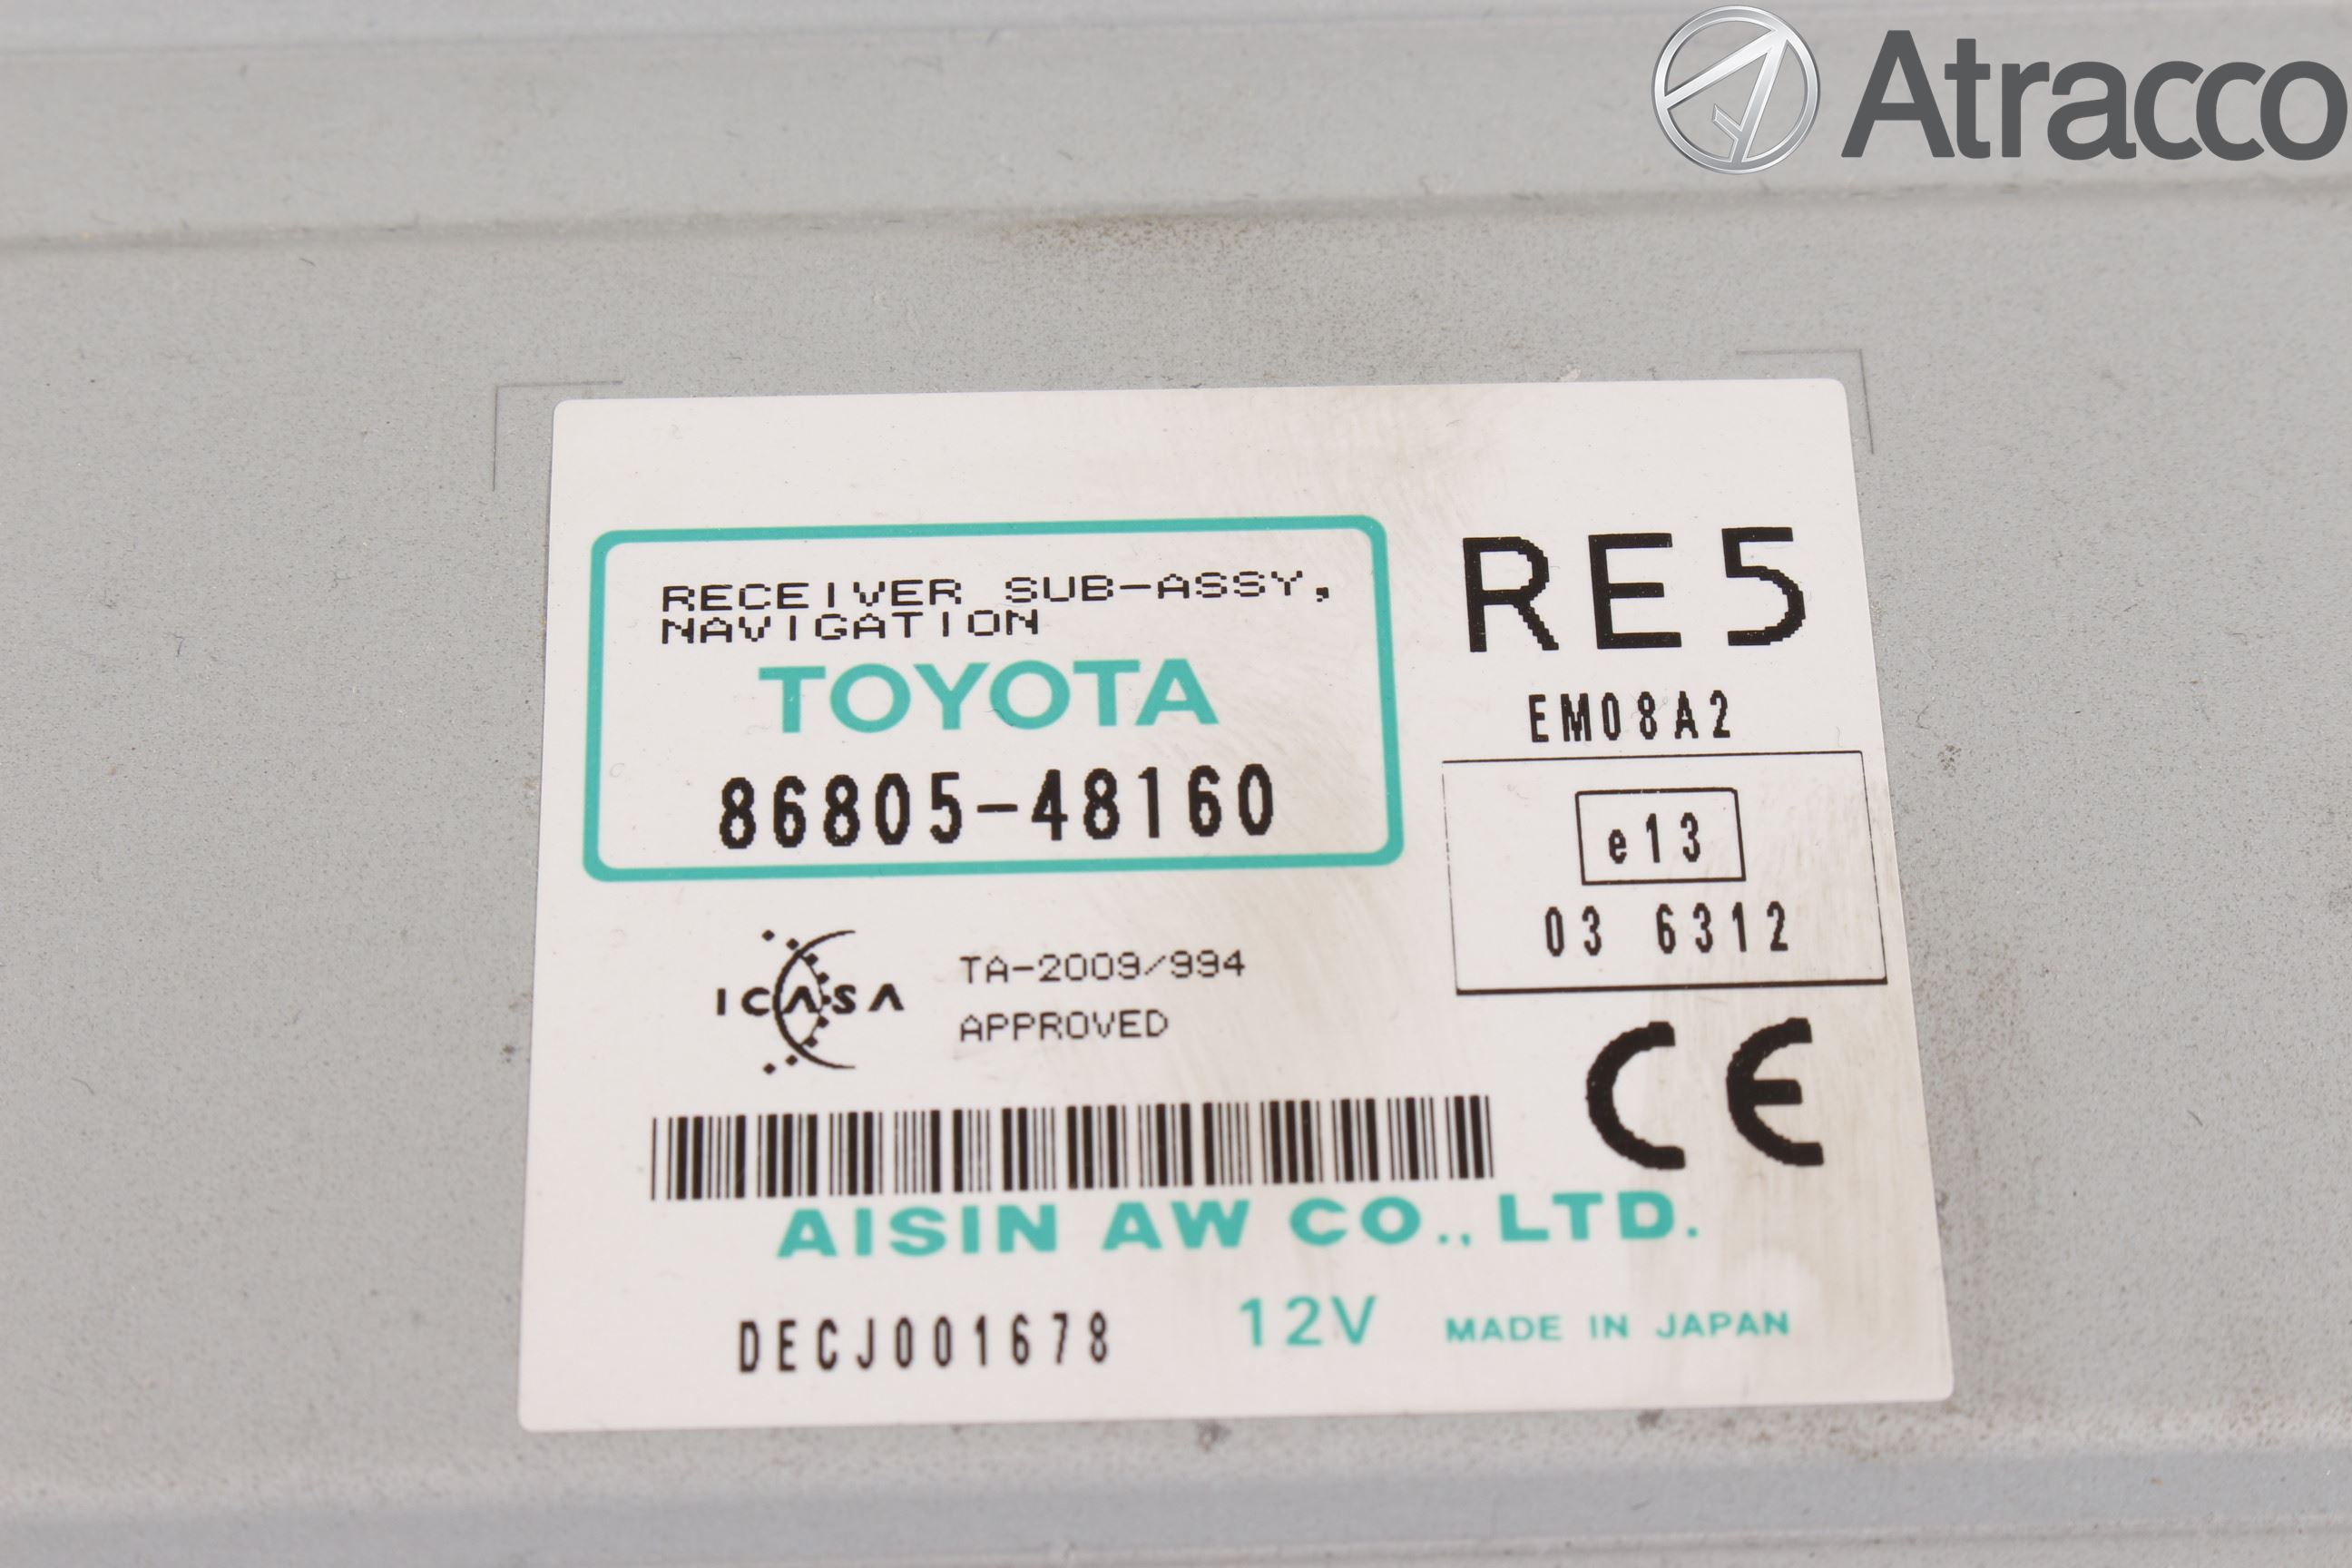 Atracco
RECEIVER SUB-ASSY,
NAVIGATION
TOYOTA
86805-48160
RE5
EM08A2
e13
03 6312
ICASA
TA-2009/994
APPROVED
CE
AISIN AW CO., LTD.
DECJ001678
12V MADE IN JAPAN